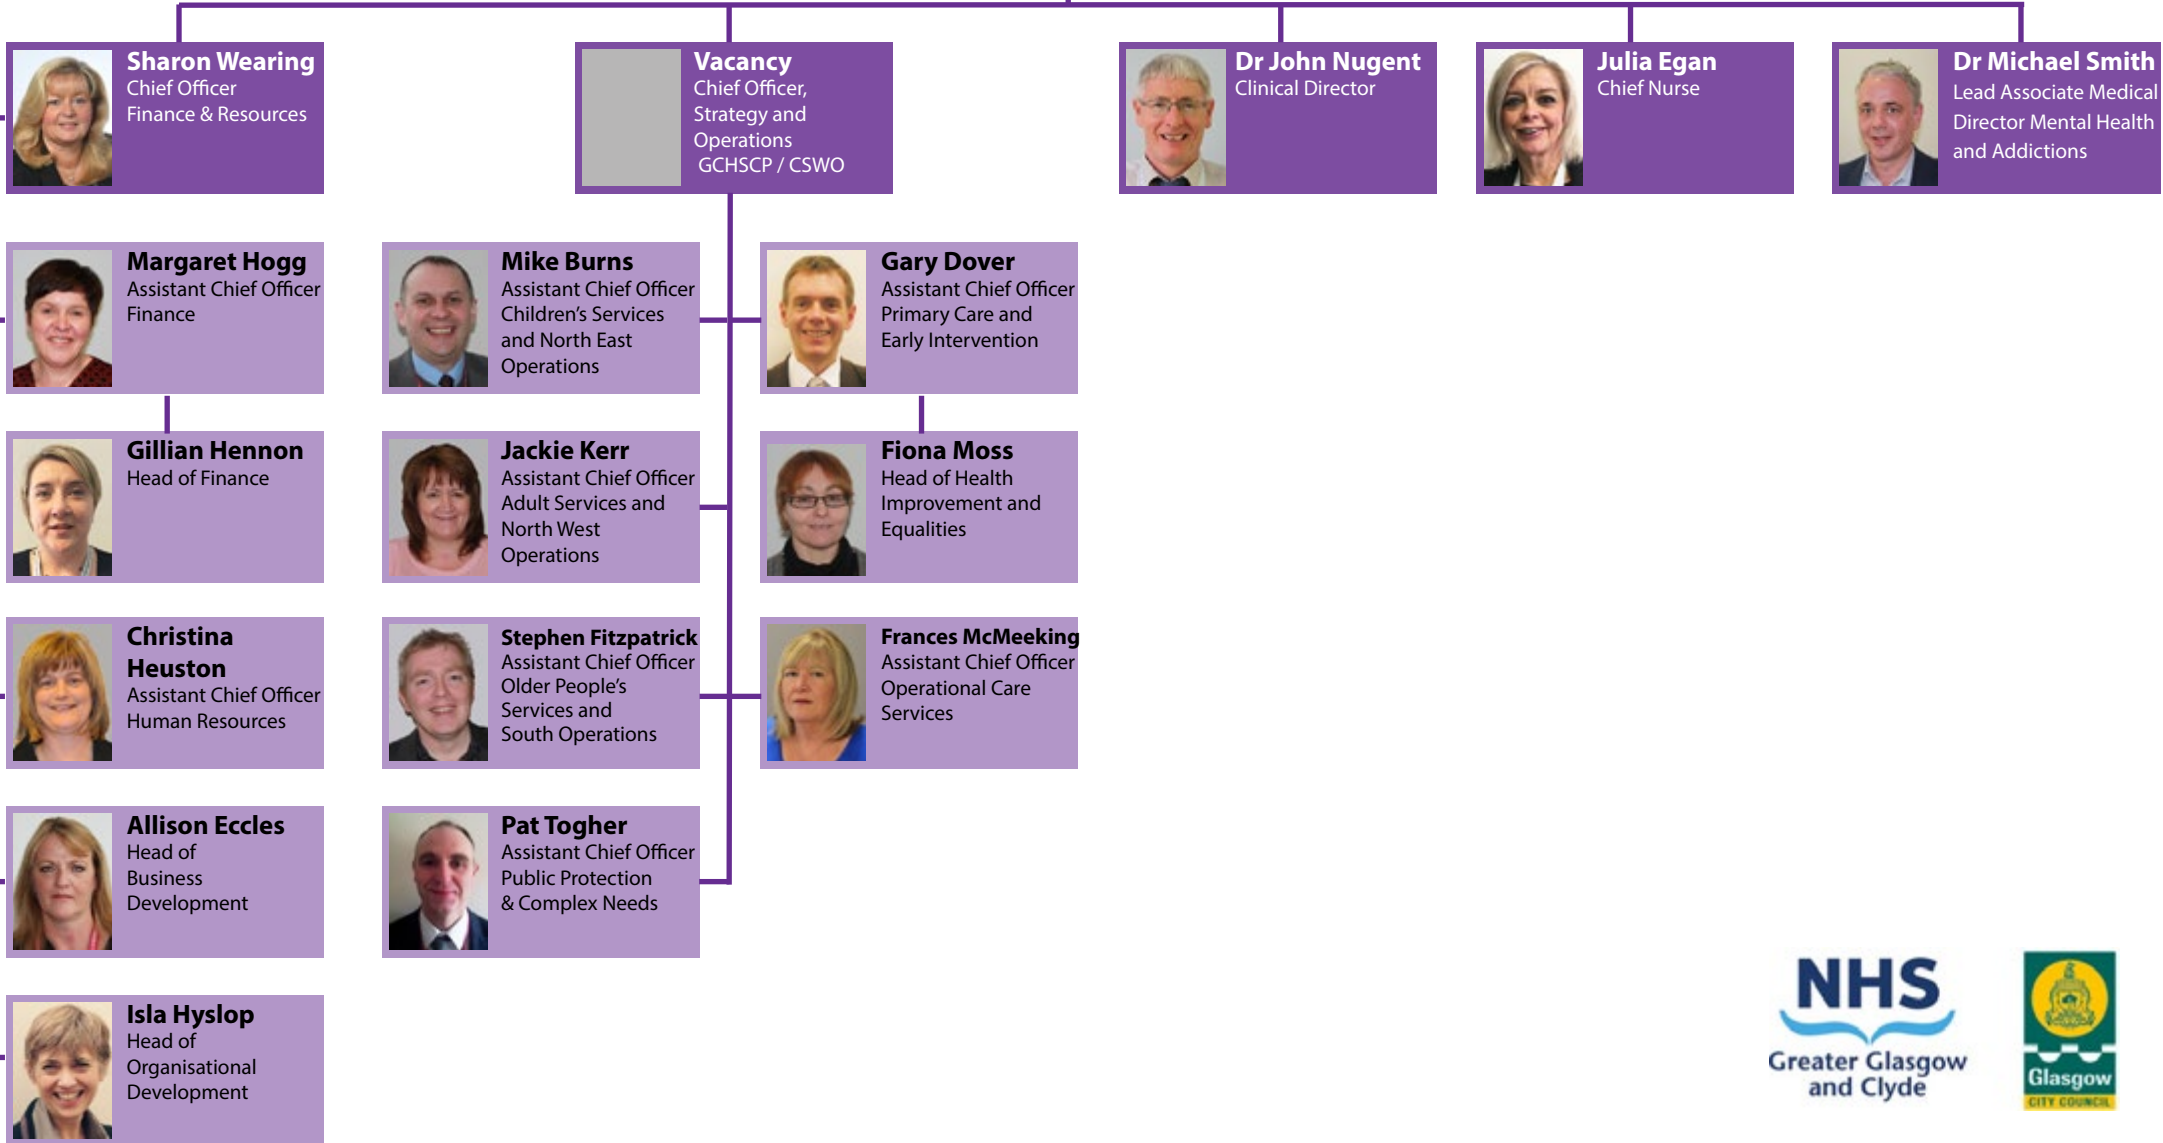 Sharon Wearing
Chief Officer
Finance & Resources
Vacancy
Chief Officer,
Strategy and
Operations
GCHSCP / CSWO
Dr John Nugent
Clinical Director
Julia Egan
Chief Nurse
Dr Michael Smith
Lead Associate Medical
Director Mental Health
and Addictions
Margaret Hogg
Assistant Chief Officer
Finance
Mike Burns
Assistant Chief Officer
Children’s Services
and North East
Operations
Gary Dover
Assistant Chief Officer
Primary Care and
Early Intervention
Gillian Hennon
Head of Finance
Jackie Kerr
Assistant Chief Officer
Adult Services and
North West
Operations
Fiona Moss
Head of Health
Improvement and
Equalities
Christina
Heuston
Assistant Chief Officer
Human Resources
Stephen Fitzpatrick
Assistant Chief Officer
Older People’s
Services and
South Operations
Frances McMeeking
Assistant Chief Officer
Operational Care
Services
Allison Eccles
Head of
Business
Development
Pat Togher
Assistant Chief Officer
Public Protection
& Complex Needs
Isla Hyslop
Head of
Organisational
Development
NHS
Greater Glasgow
and Clyde
Glasgow
CITY COUNCIL